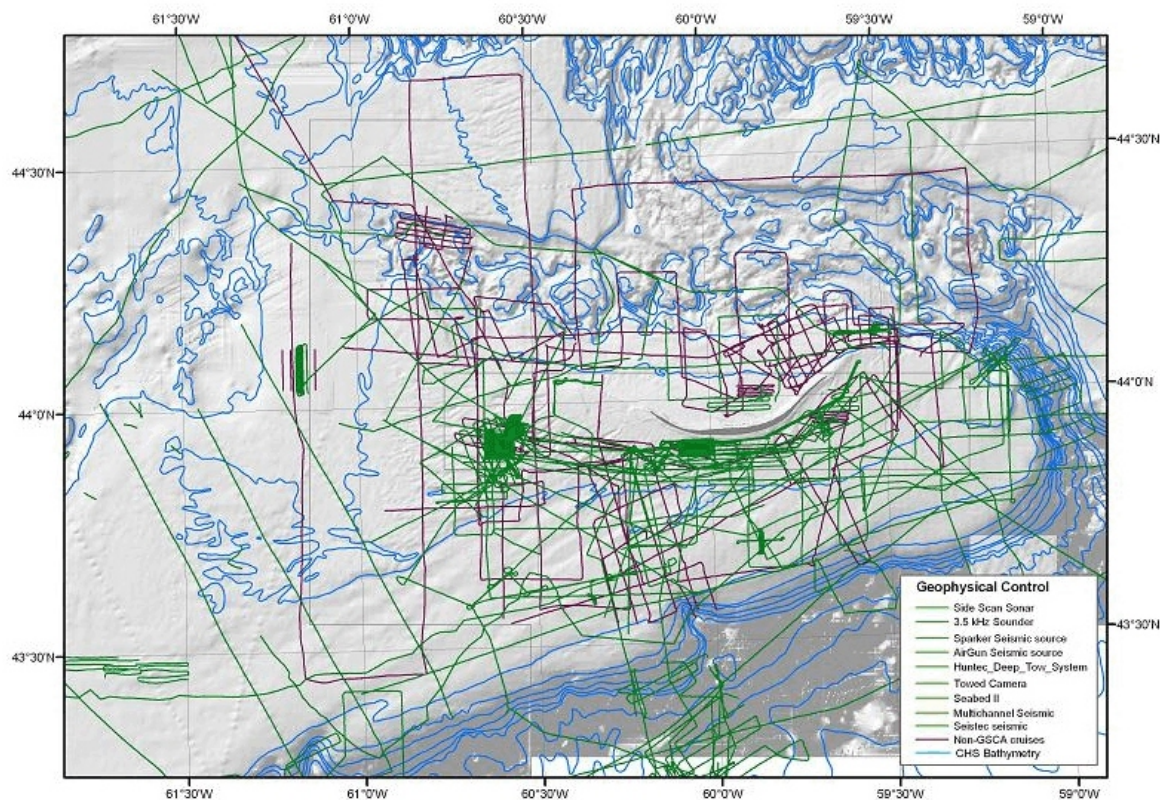 61°30'W 61°0'W 60°30'W 60°0'W 59°30'W 59°0'W
44°30'N
44°30'N
44°0'N
44°0'N
43°30'N
43°30'N
Geophysical Control
Side Scan Sonar
3.5 kHz Sounder
Sparker Seismic source
AirGun Seismic source
Huntec_Deep_Tow_System
Towed Camera
Seabed II
Multichannel Seismic
Seistec seismic
Non-GSCA cruises
CHS Bathymetry
61°30'W 61°0'W 60°30'W 60°0'W 59°30'W 59°0'W